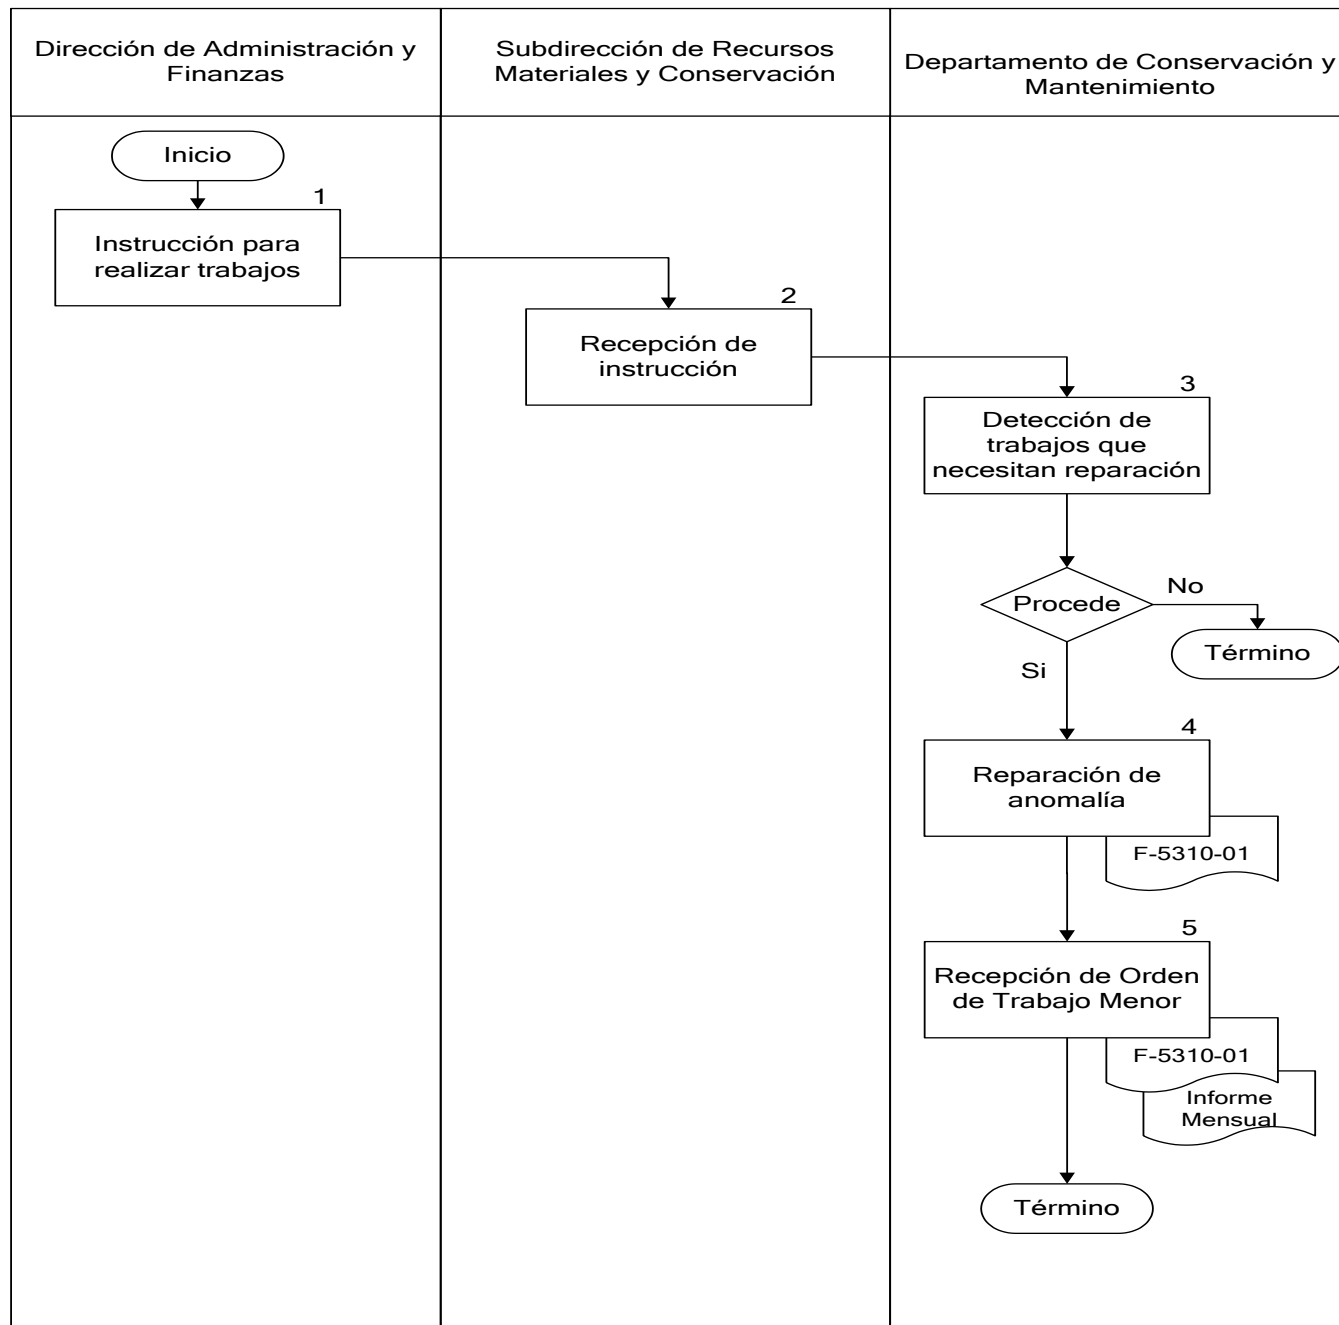 Dirección de Administración y
Finanzas
Subdirección de Recursos
Materiales y Conservación
Departamento de Conservación y
Mantenimiento
Inicio
1
Instrucción para
realizar trabajos
2
Recepción de
instrucción
3
Detección de
trabajos que
necesitan reparación
Procede
No
Término
Si
4
Reparación de
anomalía
F-5310-01
5
Recepción de Orden
de Trabajo Menor
F-5310-01
Informe
Mensual
Término